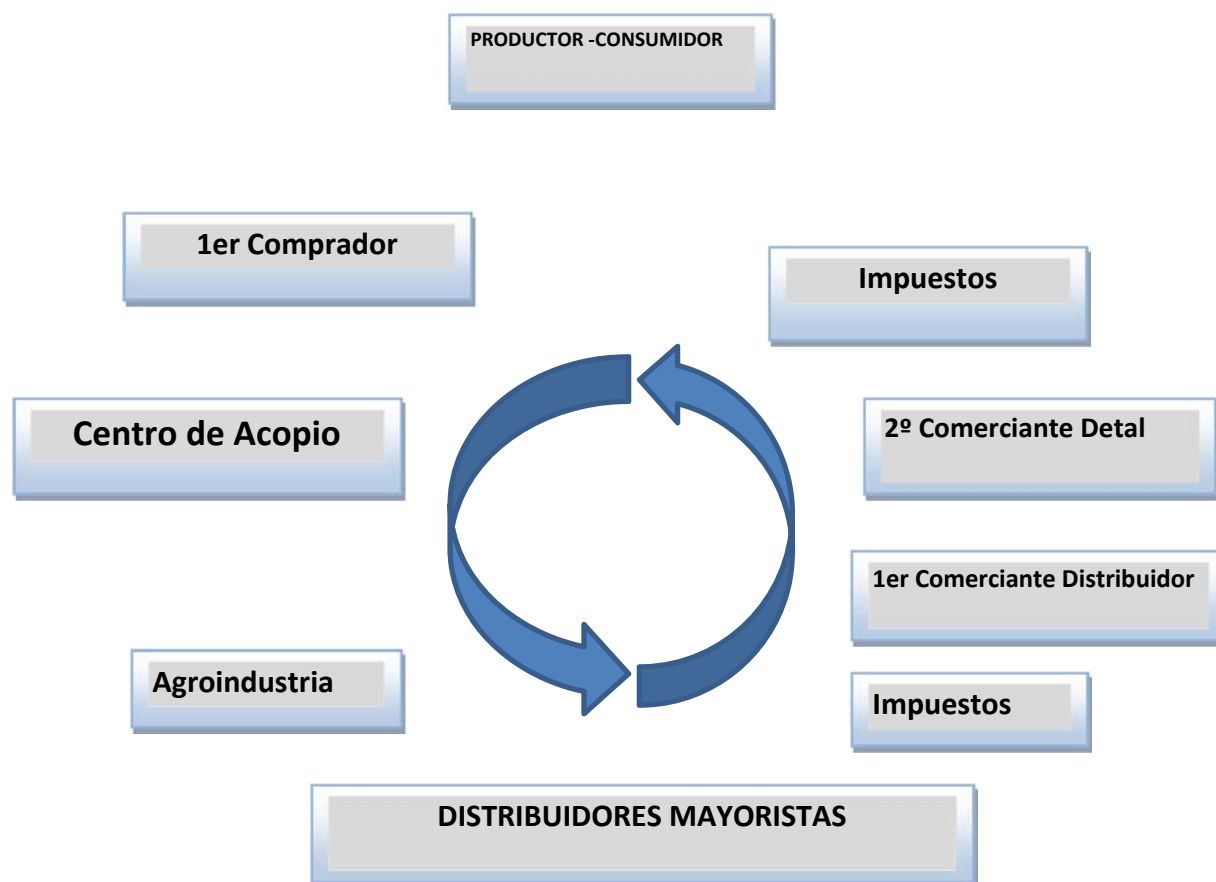 PRODUCTOR -CONSUMIDOR
1er Comprador
Impuestos
Centro de Acopio
2º Comerciante Detal
1er Comerciante Distribuidor
Agroindustria
Impuestos
DISTRIBUIDORES MAYORISTAS